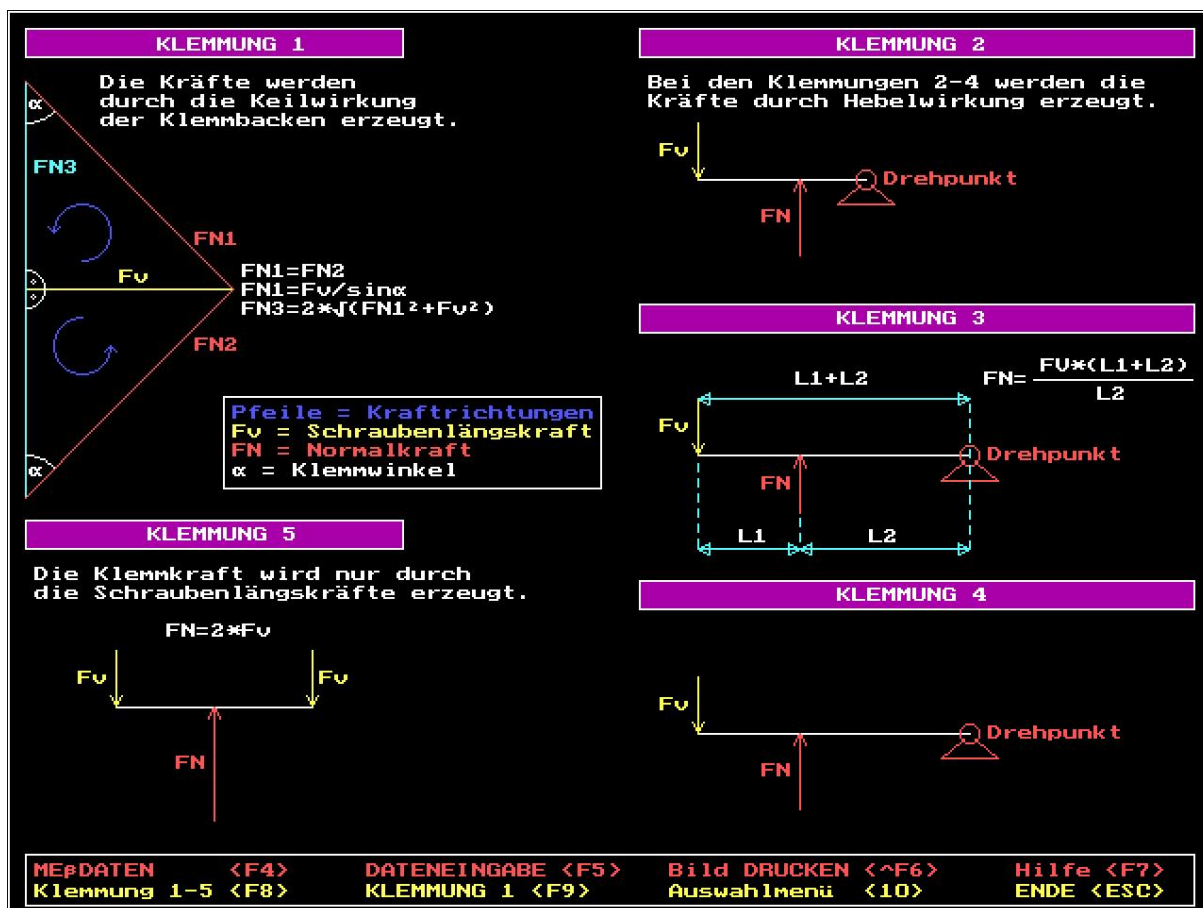 KLEMMUNG 1
Die Kräfte werden
durch die Keilwirkung
der Klemmbacken erzeugt.
α
FN3
FN1
Fv
FN1=FN2
FN1=Fv/sinα
FN3=2*√(FN1²+Fv²)
FN2
α
Pfeile = Kraftrichtungen
Fv = Schraubenlängskraft
FN = Normalkraft
α = Klemmwinkel
KLEMMUNG 2
Bei den Klemmungen 2-4 werden die
Kräfte durch Hebelwirkung erzeugt.
Fv
Drehpunkt
FN
KLEMMUNG 3
L1+L2
FN=
FV*(L1+L2)
L2
Fv
Drehpunkt
FN
L1 L2
KLEMMUNG 5
Die Klemmkraft wird nur durch
die Schraubenlängskräfte erzeugt.
FN=2*Fv
Fv Fv
FN
KLEMMUNG 4
Fv
Drehpunkt
FN
MEβDATEN <F4> DATENEINGABE <F5> Bild DRUCKEN <^F6> Hilfe <F7>
Klemmung 1-5 <F8> KLEMMUNG 1 <F9> Auswahlmenü <10> ENDE <ESC>